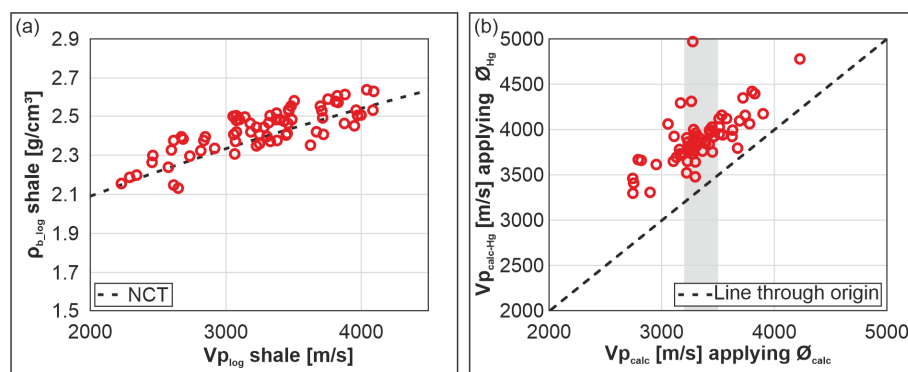 (a)
2.9
2.7
2.5
2.3
2.1
1.9
1.7
1.5
ρb_log shale [g/cm³]
NCT
2000 3000 4000
Vplog shale [m/s]
(b)
5000
4500
4000
3500
3000
2500
2000
Vpcalc-Hg [m/s] applying ØHg
Line through origin
2000 3000 4000 5000
Vpcalc [m/s] applying Øcalc